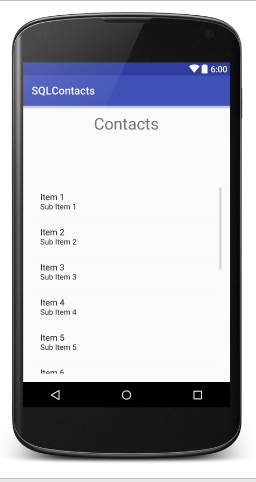 6:00
SQLContacts
Contacts
Item 1
Sub Item 1
Item 2
Sub Item 2
Item 3
Sub Item 3
Item 4
Sub Item 4
Item 5
Sub Item 5
Item 6